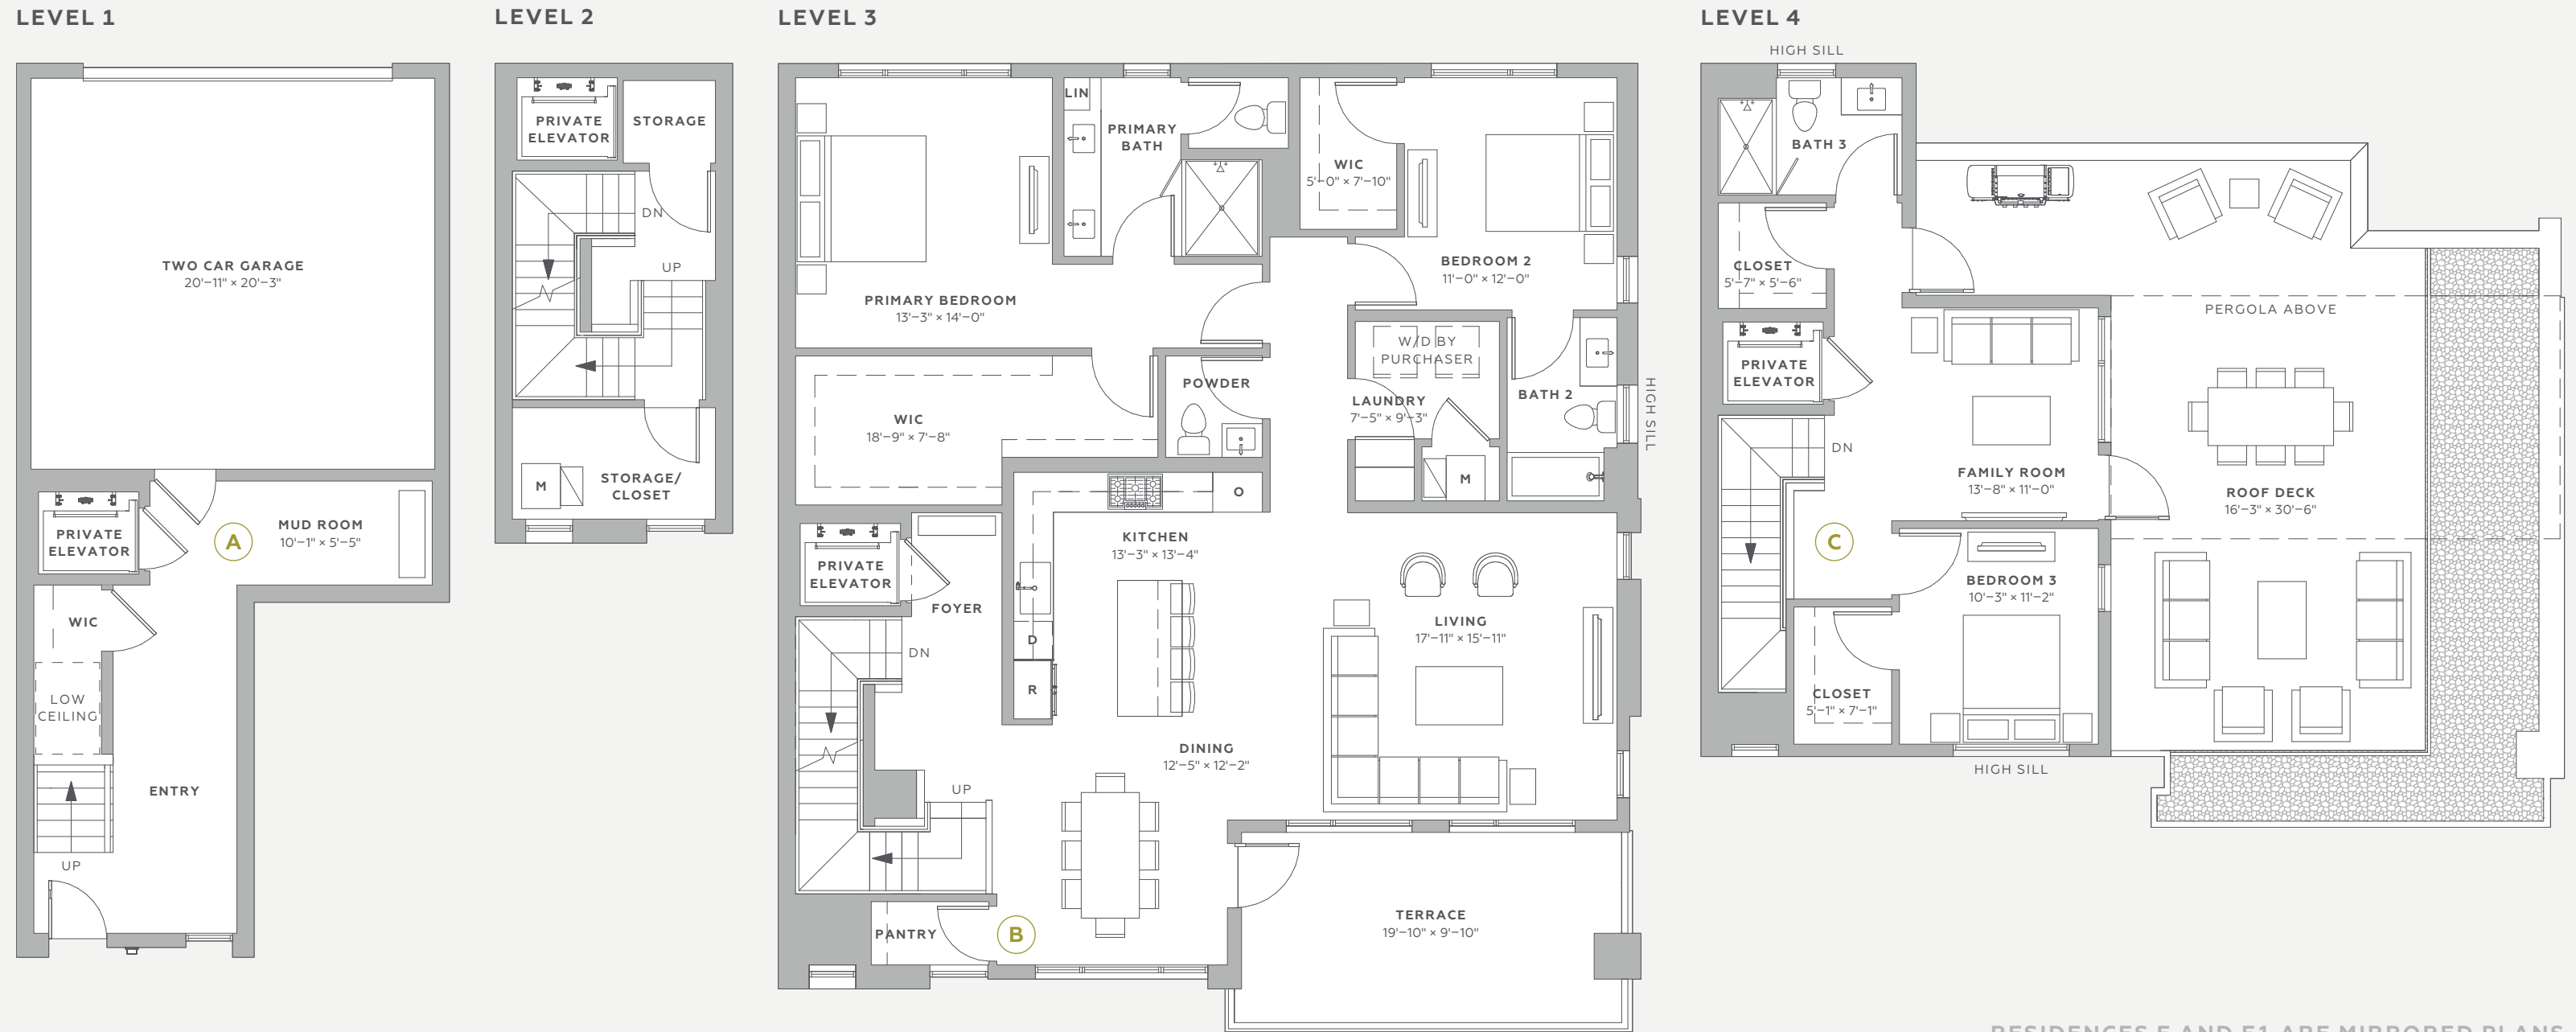 LEVEL 1
TWO CAR GARAGE
20'–11" × 20'–3"
PRIVATE
ELEVATOR
A
MUD ROOM
10'–1" × 5'–5"
WIC
LOW
CEILING
ENTRY
UP
LEVEL 2
PRIVATE
ELEVATOR
STORAGE
DN
UP
M
STORAGE/
CLOSET
LEVEL 3
LIN
PRIMARY
BATH
WIC
5'–0" × 7'–10"
BEDROOM 2
11'–0" × 12'–0"
PRIMARY BEDROOM
13'–3" × 14'–0"
W/D BY
PURCHASER
POWDER
LAUNDRY
7'–5" × 9'–3"
BATH 2
HIGH SILL
WIC
18'–9" × 7'–8"
O
M
KITCHEN
13'–3" × 13'–4"
PRIVATE
ELEVATOR
FOYER
D
R
DN
LIVING
17'–11" × 15'–11"
DINING
12'–5" × 12'–2"
UP
PANTRY
B
TERRACE
19'–10" × 9'–10"
LEVEL 4
HIGH SILL
BATH 3
CLOSET
5'–7" × 5'–6"
PERGOLA ABOVE
PRIVATE
ELEVATOR
DN
FAMILY ROOM
13'–8" × 11'–0"
ROOF DECK
16'–3" × 30'–6"
C
BEDROOM 3
10'–3" × 11'–2"
CLOSET
5'–1" × 7'–1"
HIGH SILL
RESIDENCES E AND E1 ARE MIRRORED PLANS